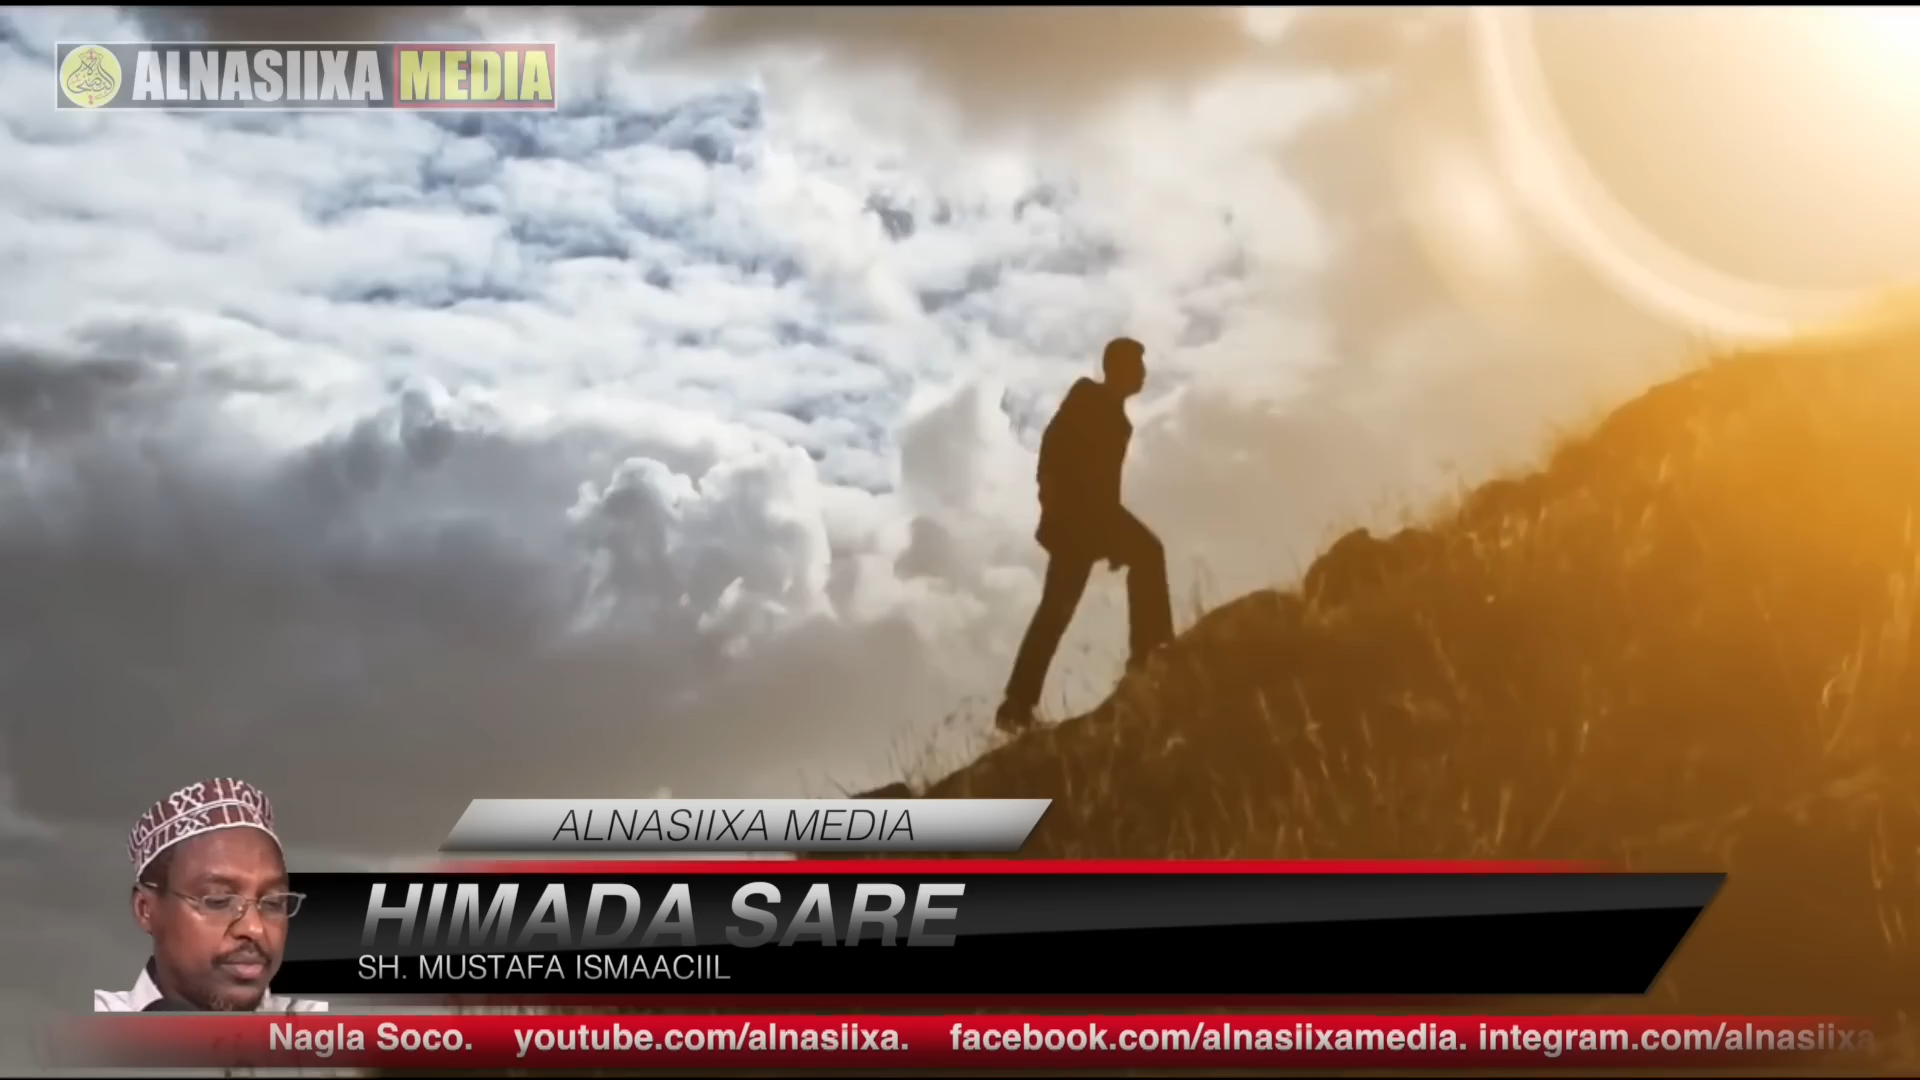 ALNASIIXA MEDIA
ALNASIIXA MEDIA
HIMADA SARE
SH. MUSTAFA ISMAACIIL
Nagla Soco. youtube.com/alnasiixa. facebook.com/alnasiixamedia. integram.com/alnasiixa